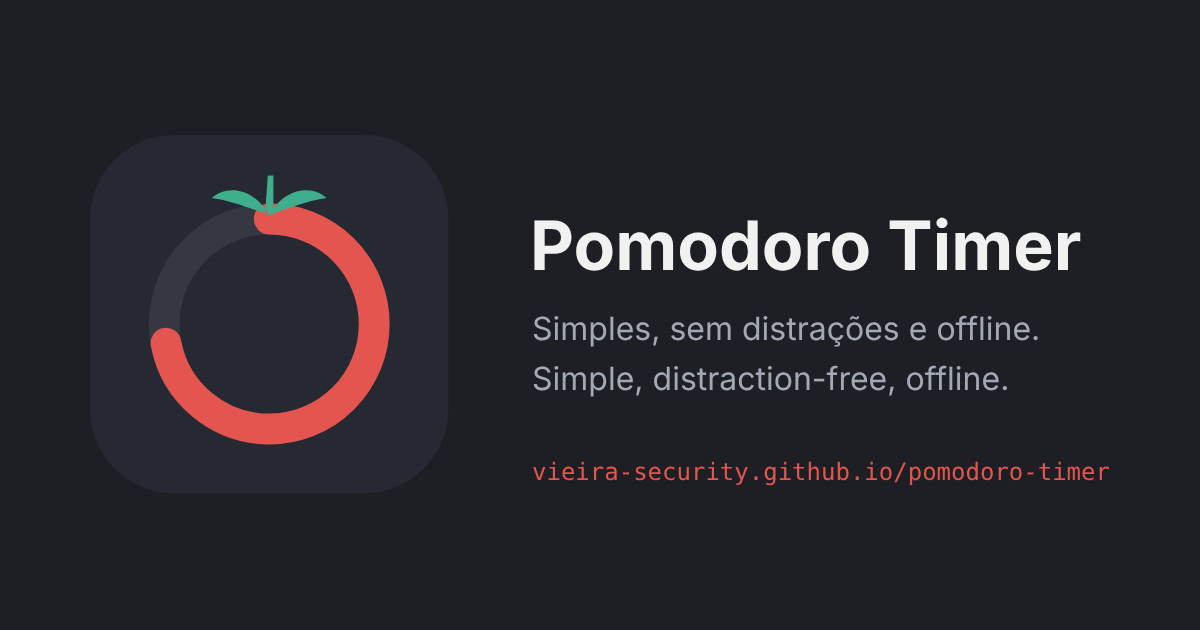 Pomodoro Timer
Simples, sem distrações e offline.
Simple, distraction-free, offline.
vieira-security.github.io/pomodoro-timer